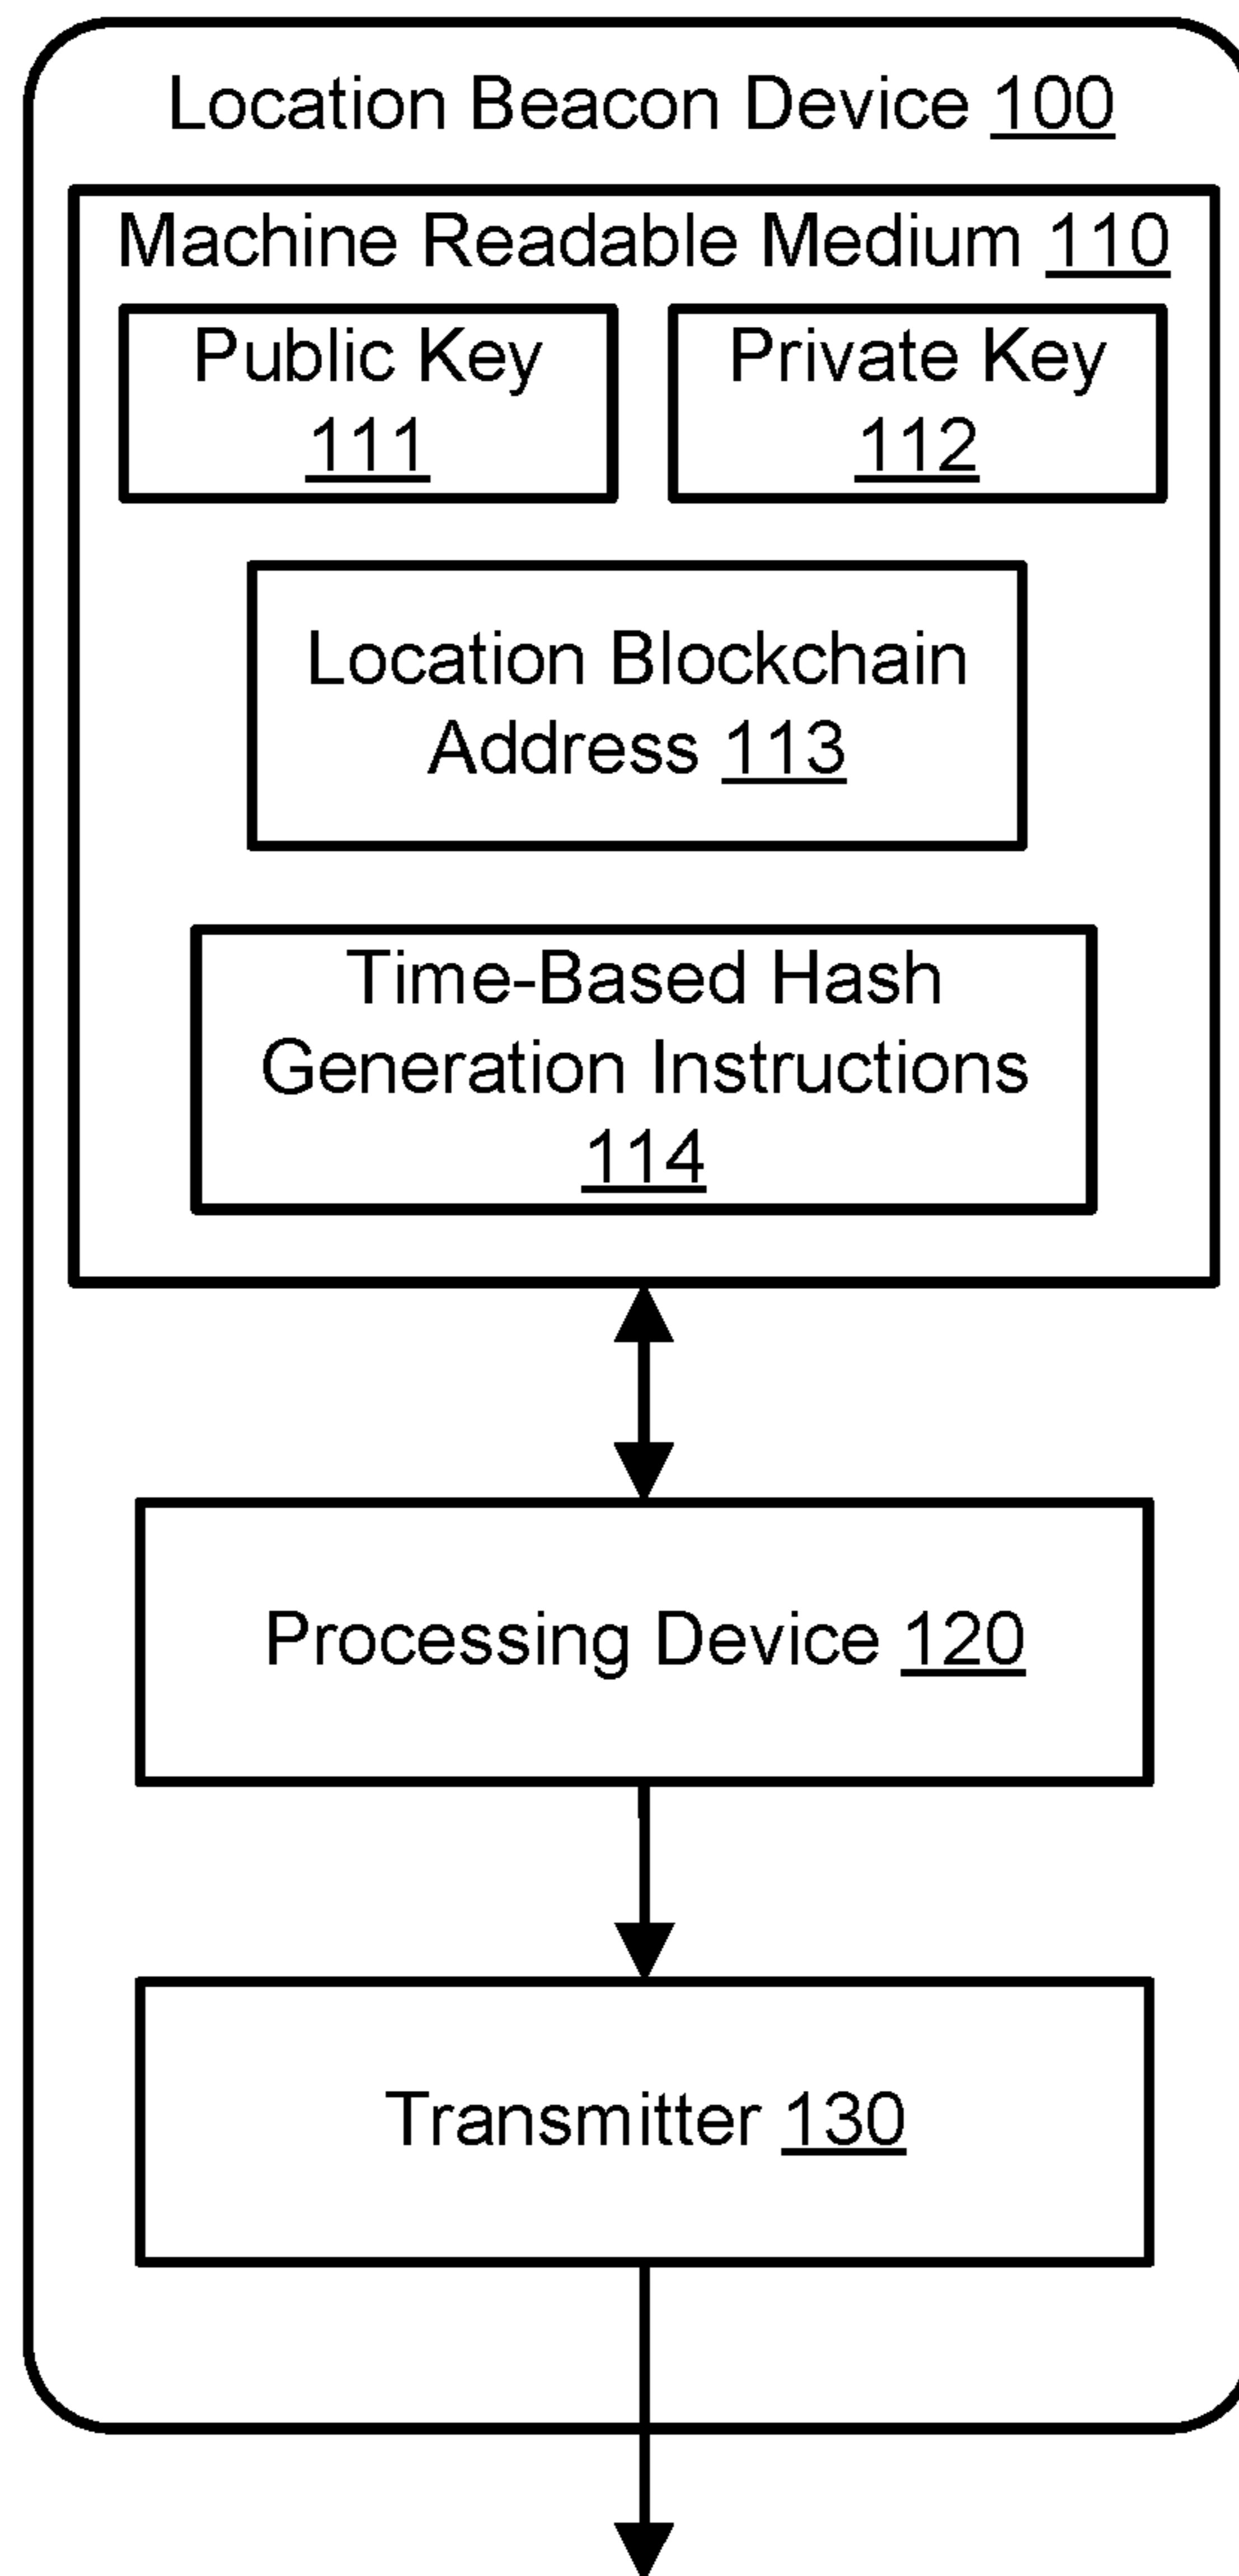 Location Beacon Device 100
Machine Readable Medium 110
Public Key
111
Private Key
112
Location Blockchain
Address 113
Time-Based Hash
Generation Instructions
114
Processing Device 120
Transmitter 130